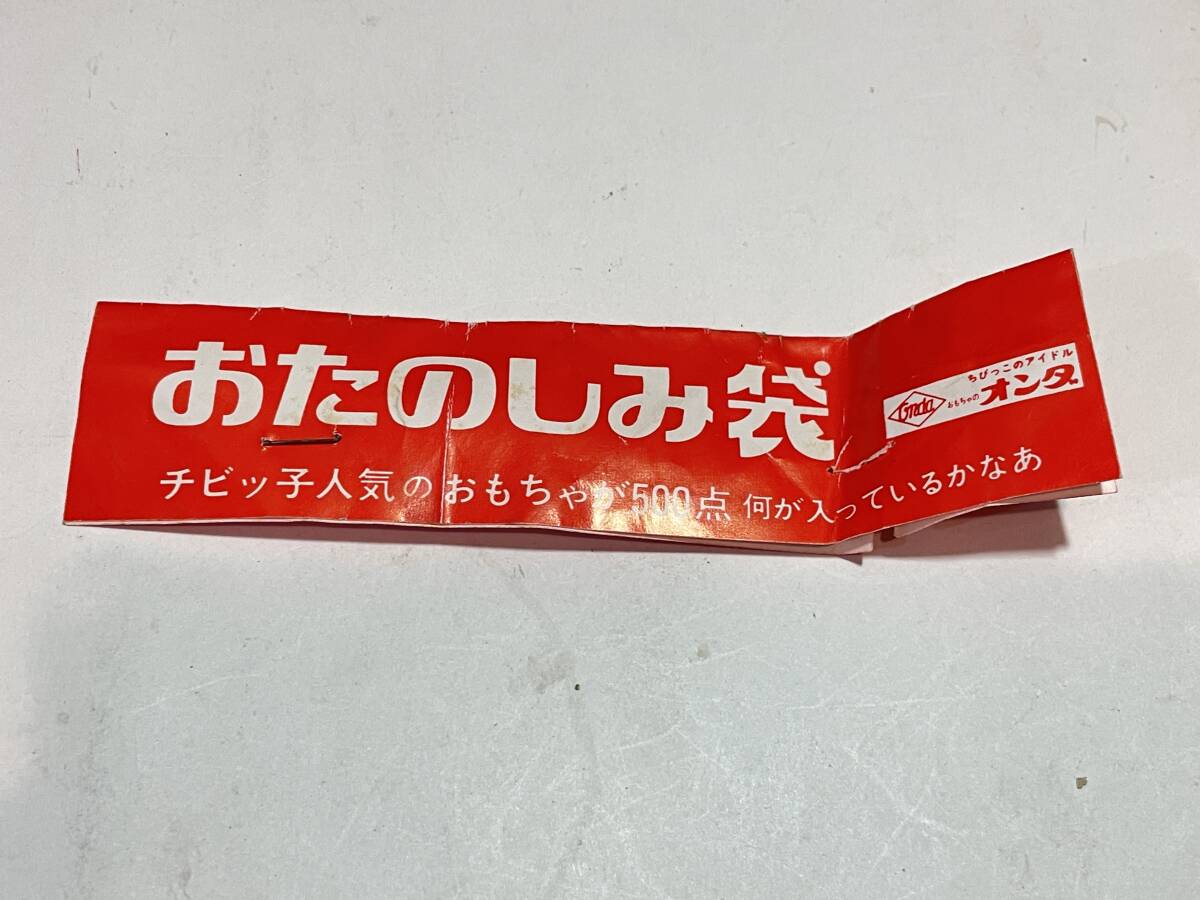 おたのしみ袋
チビッ子人気のおもちゃが500点 何が入っているかなあ
ちびっこのアイドル
Onda おもちゃのオンダ